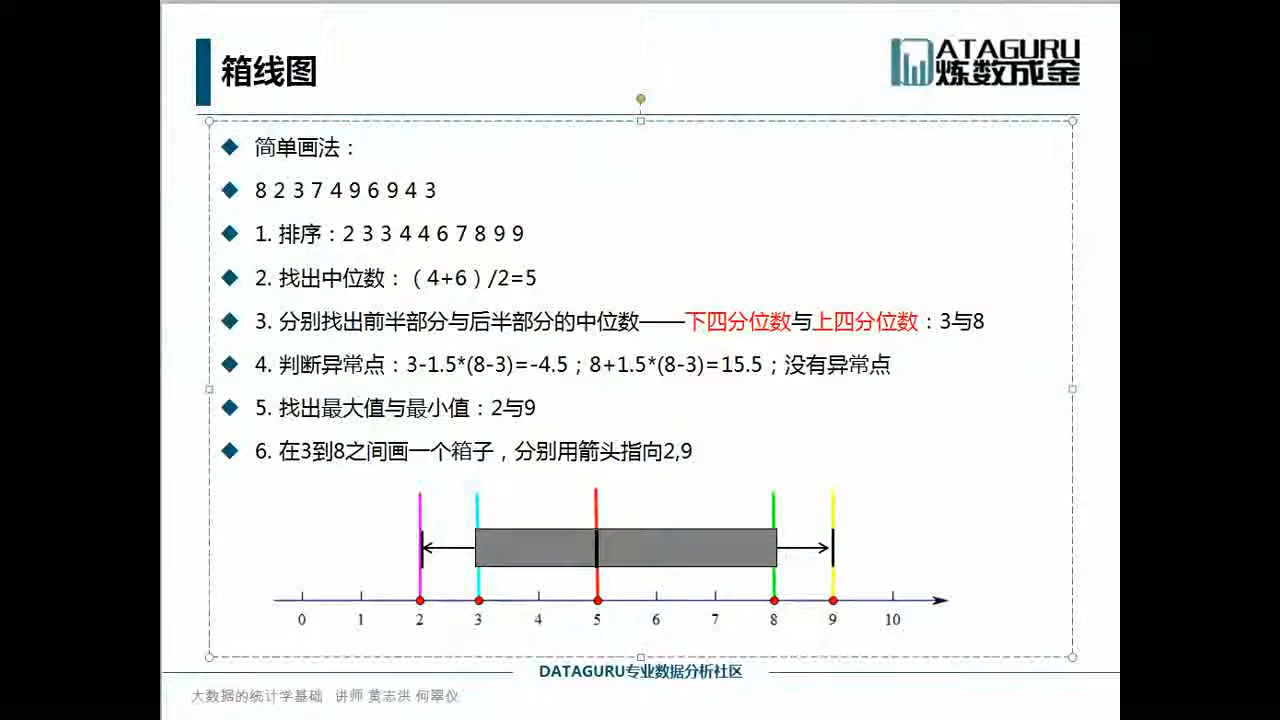 箱线图
DATAGURU
炼数成金
简单画法：
8 2 3 7 4 9 6 9 4 3
1. 排序：2 3 3 4 4 6 7 8 9 9
2. 找出中位数：（4+6）/2=5
3. 分别找出前半部分与后半部分的中位数——下四分位数与上四分位数：3与8
4. 判断异常点：3-1.5*(8-3)=-4.5；8+1.5*(8-3)=15.5；没有异常点
5. 找出最大值与最小值：2与9
6. 在3到8之间画一个箱子，分别用箭头指向2,9
0 1 2 3 4 5 6 7 8 9 10
DATAGURU专业数据分析社区
大数据的统计学基础 讲师 黄志洪 何翠仪